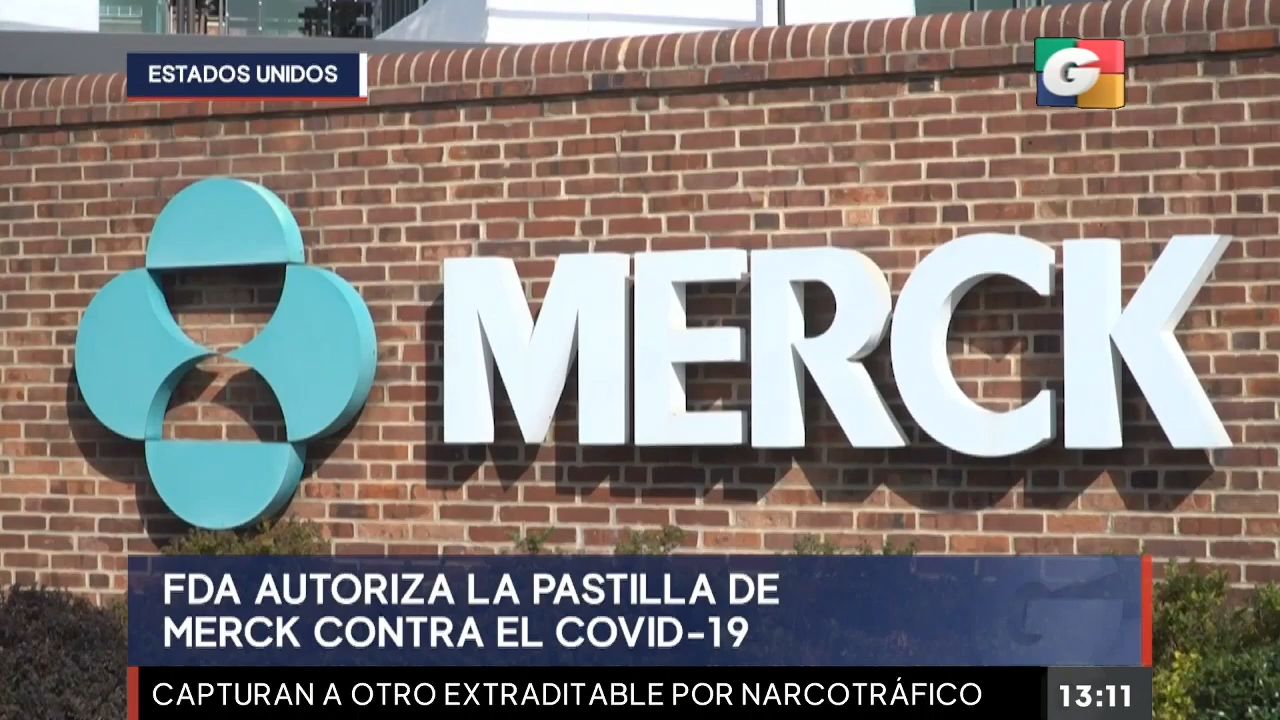 ESTADOS UNIDOS
G
MERCK
FDA AUTORIZA LA PASTILLA DE
MERCK CONTRA EL COVID-19
CAPTURAN A OTRO EXTRADITABLE POR NARCOTRÁFICO
13:11